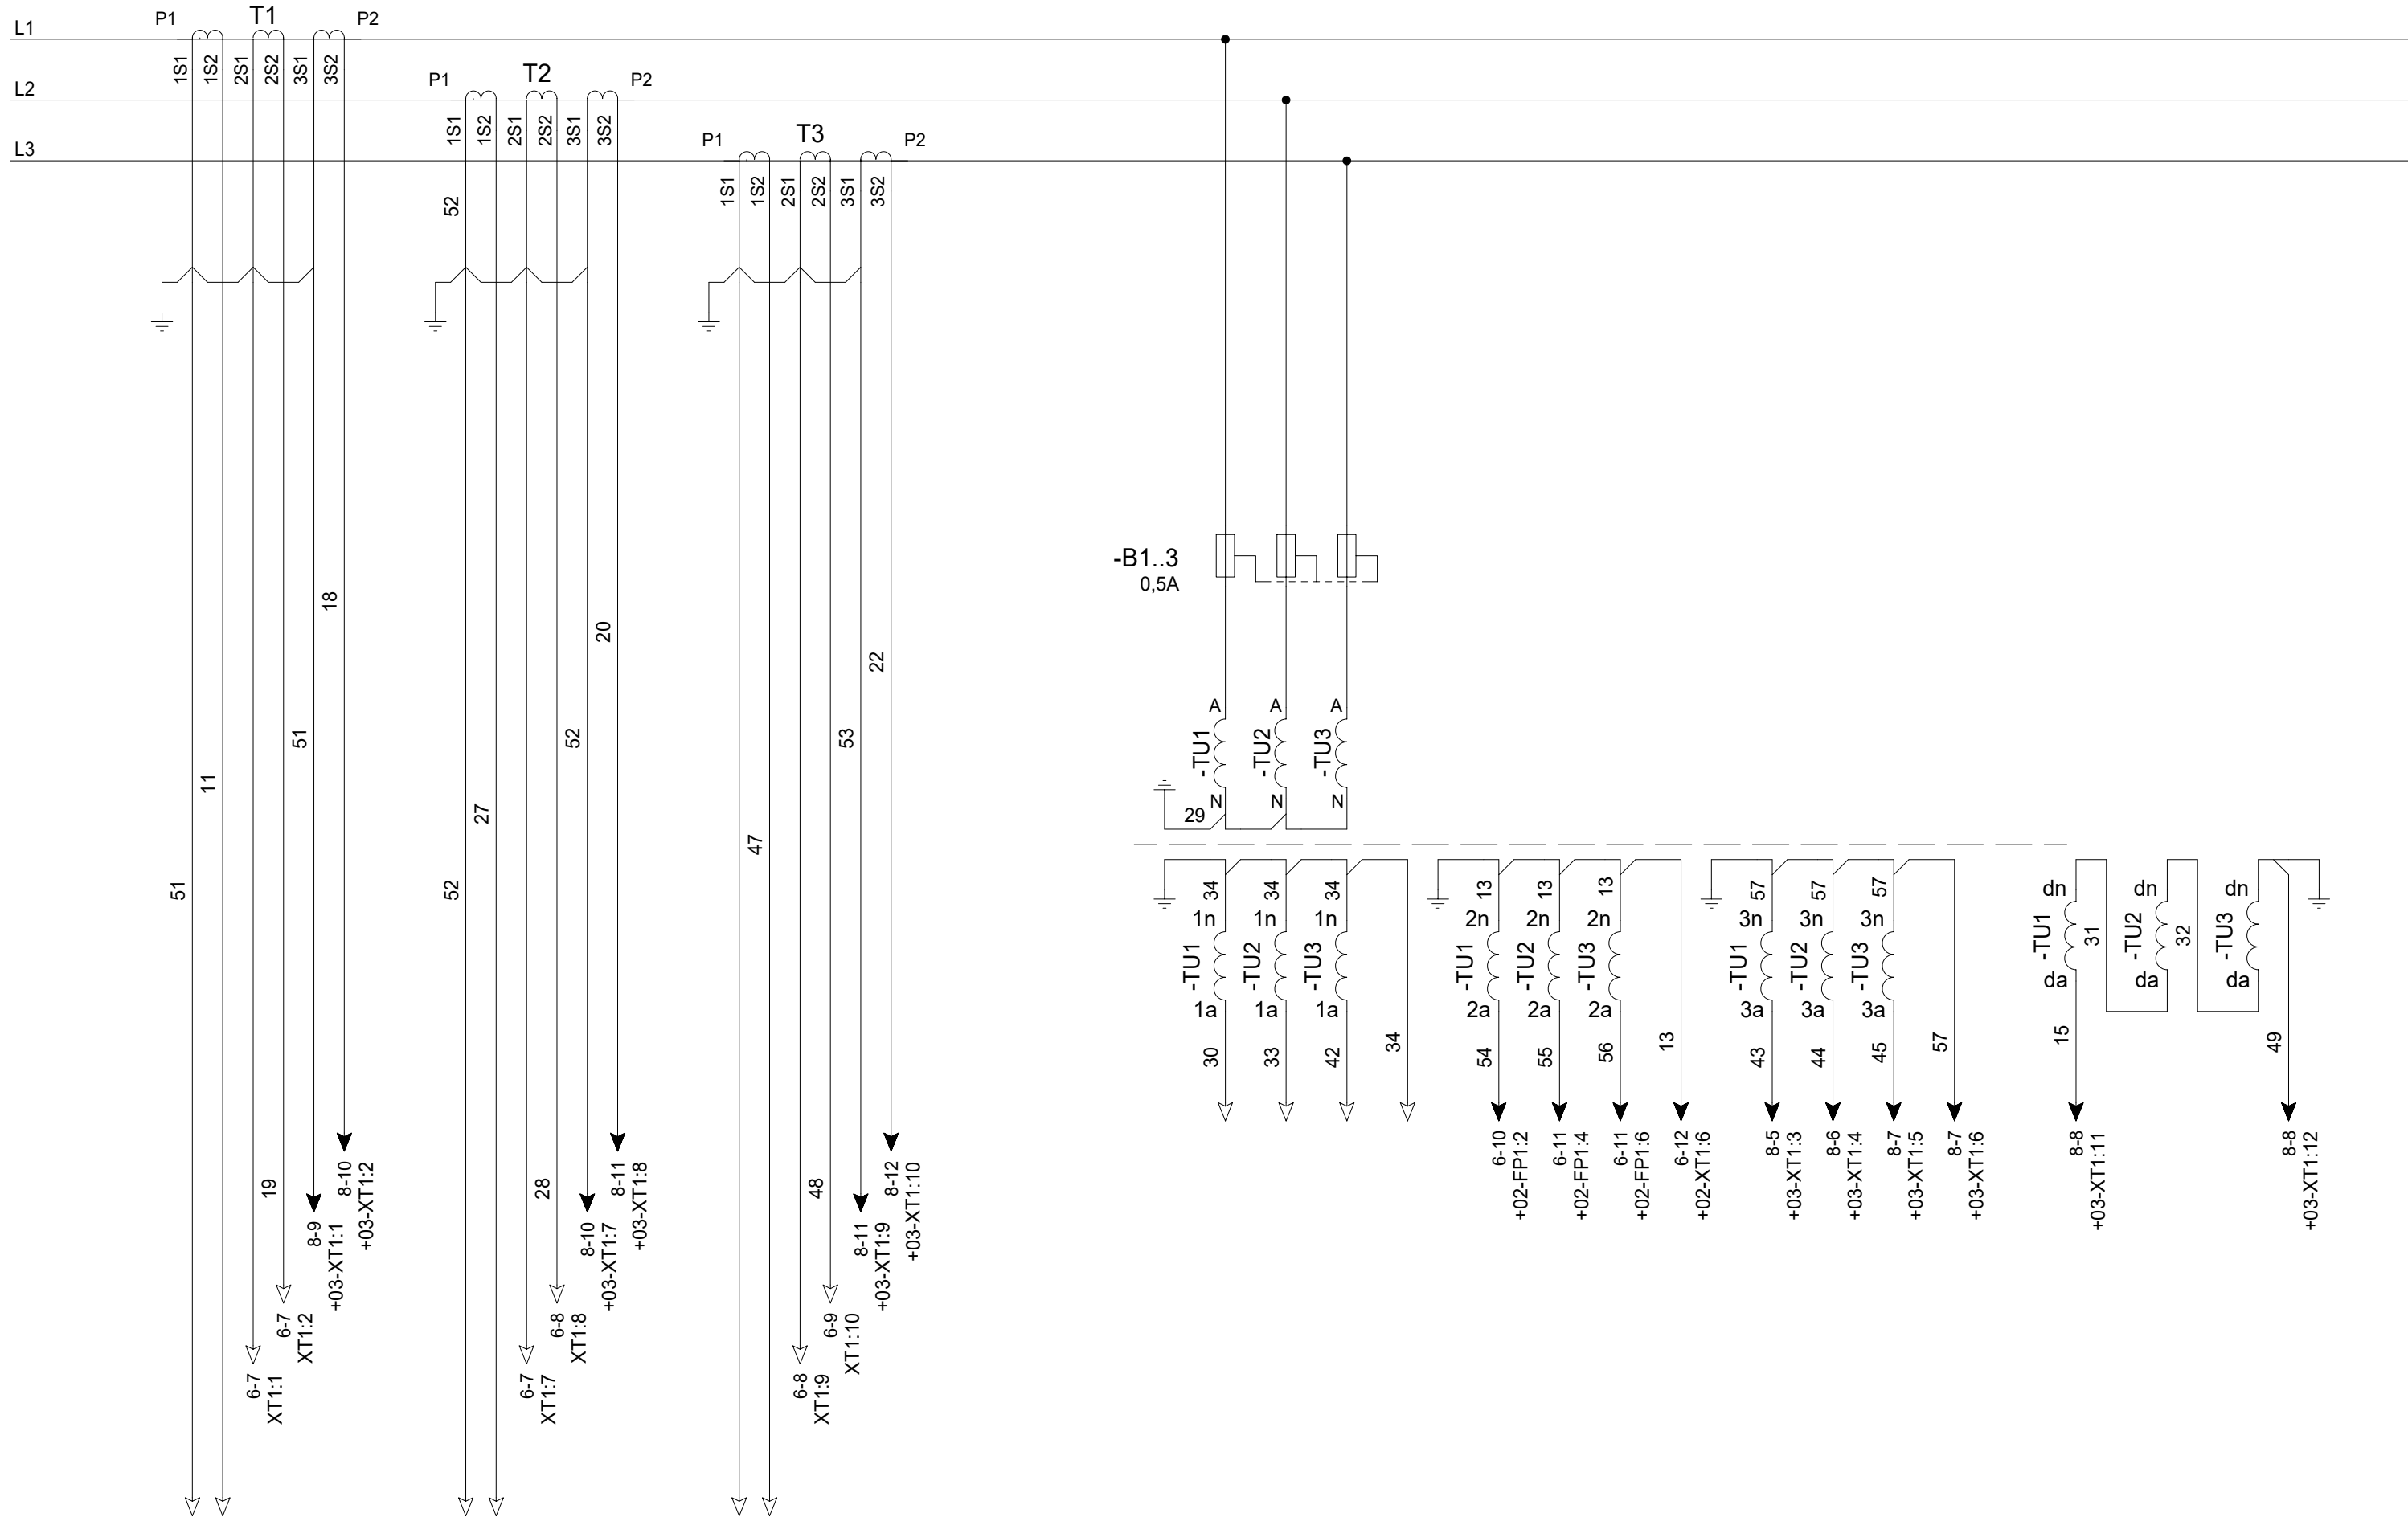 L1
P1
T1
P2
1S1
1S2
2S1
2S2
3S1
3S2
L2
P1
T2
P2
1S1
1S2
2S1
2S2
3S1
3S2
L3
P1
T3
P2
1S1
1S2
2S1
2S2
3S1
3S2
52
18
20
22
51
52
53
11
27
47
51
52
19
28
48
8-10
+03-XT1:2
8-9
+03-XT1:1
6-7
XT1:2
6-7
XT1:1
8-11
+03-XT1:8
8-10
+03-XT1:7
6-8
XT1:8
6-7
XT1:7
8-12
+03-XT1:10
8-11
+03-XT1:9
6-9
XT1:10
6-8
XT1:9
-B1..3
0,5A
A
A
A
-TU1
-TU2
-TU3
N
N
N
29
34
34
34
1n
1n
1n
-TU1
-TU2
-TU3
1a
1a
1a
30
33
42
34
13
13
13
2n
2n
2n
-TU1
-TU2
-TU3
2a
2a
2a
54
55
56
13
6-10
+02-FP1:2
6-11
+02-FP1:4
6-11
+02-FP1:6
6-12
+02-XT1:6
57
57
57
3n
3n
3n
-TU1
-TU2
-TU3
3a
3a
3a
43
44
45
57
8-5
+03-XT1:3
8-6
+03-XT1:4
8-7
+03-XT1:5
8-7
+03-XT1:6
dn
dn
dn
-TU1
31
-TU2
32
-TU3
da
da
da
15
49
8-8
+03-XT1:11
8-8
+03-XT1:12